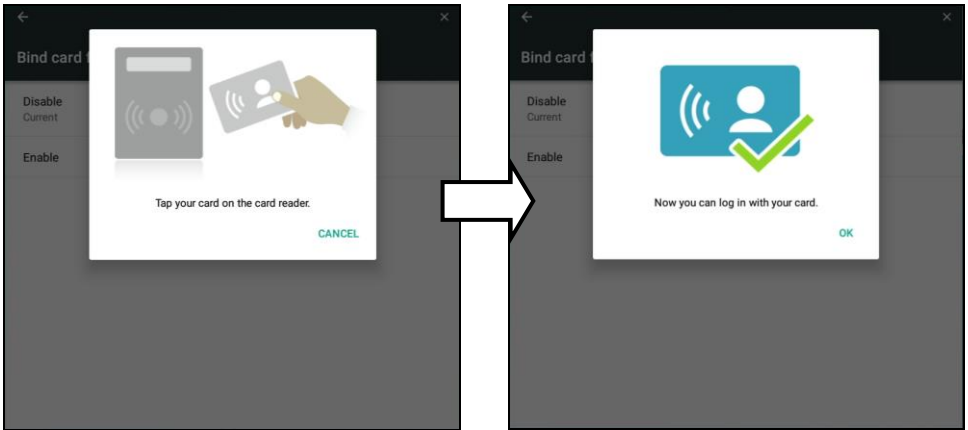 Bind card
Disable
Current
Enable
Tap your card on the card reader.
CANCEL
Bind card
Disable
Current
Enable
Now you can log in with your card.
OK